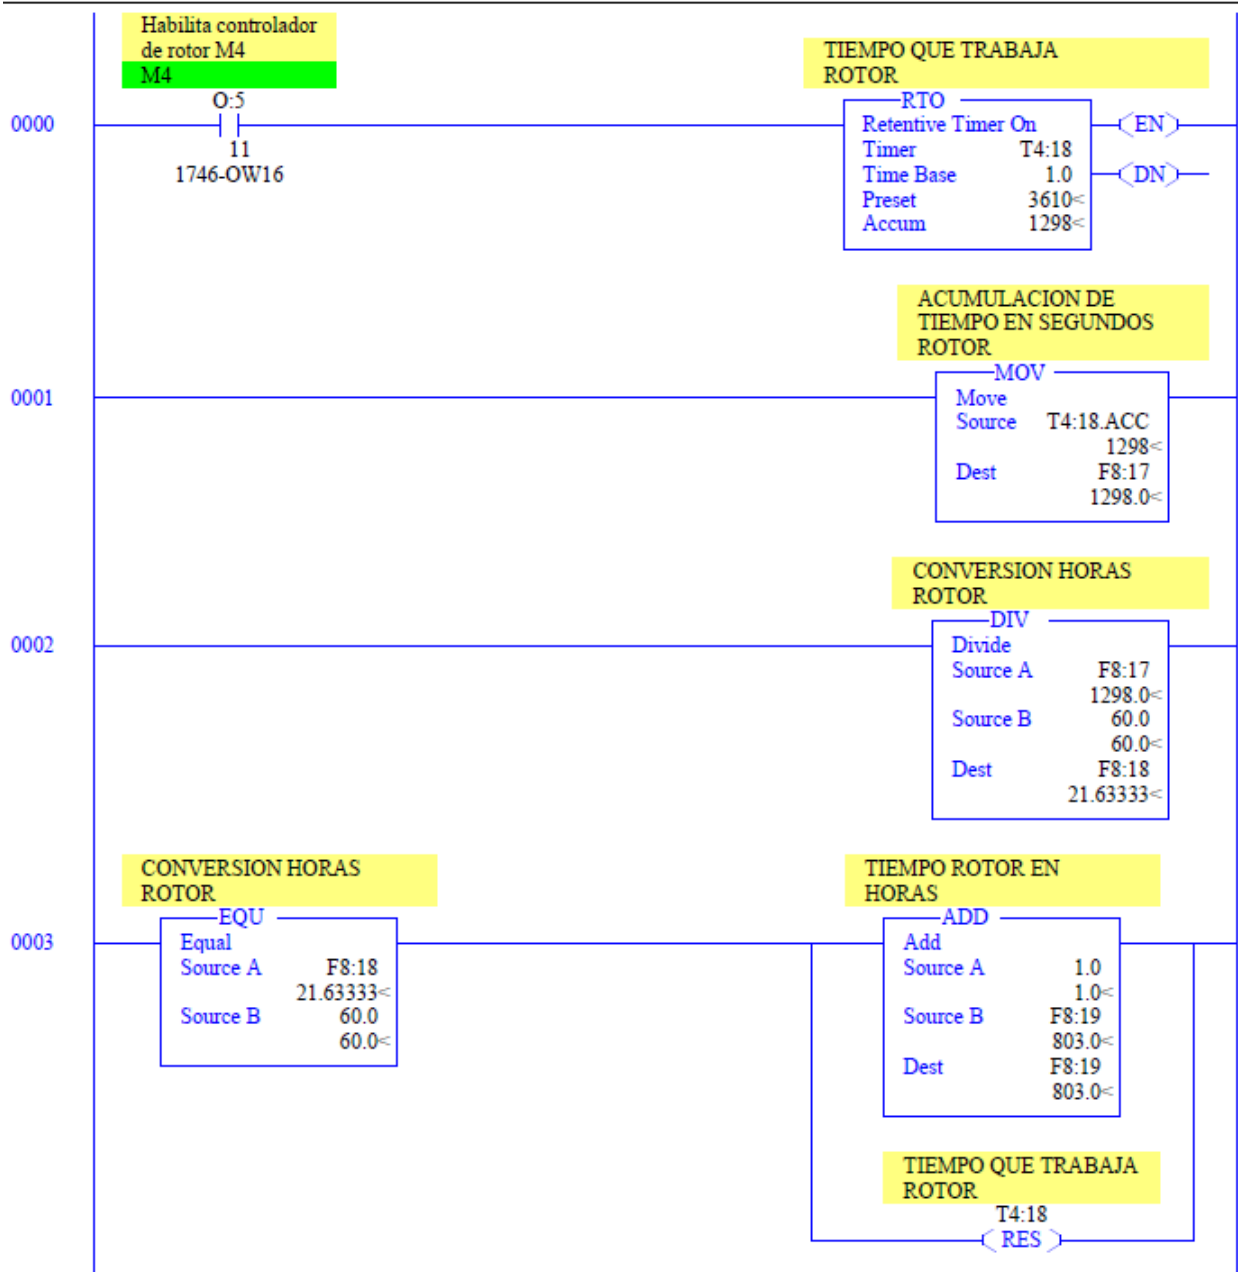 Habilita controlador
de rotor M4
M4
O:5
11
1746-OW16
0000
TIEMPO QUE TRABAJA
ROTOR
RTO
Retentive Timer On
Timer T4:18
Time Base 1.0
Preset 3610<
Accum 1298<
EN
DN
ACUMULACION DE
TIEMPO EN SEGUNDOS
ROTOR
0001
MOV
Move
Source T4:18.ACC
1298<
Dest F8:17
1298.0<
CONVERSION HORAS
ROTOR
0002
DIV
Divide
Source A F8:17
1298.0<
Source B 60.0
60.0<
Dest F8:18
21.63333<
CONVERSION HORAS
ROTOR
0003
EQU
Equal
Source A F8:18
21.63333<
Source B 60.0
60.0<
TIEMPO ROTOR EN
HORAS
ADD
Add
Source A 1.0
1.0<
Source B F8:19
803.0<
Dest F8:19
803.0<
TIEMPO QUE TRABAJA
ROTOR
T4:18
RES